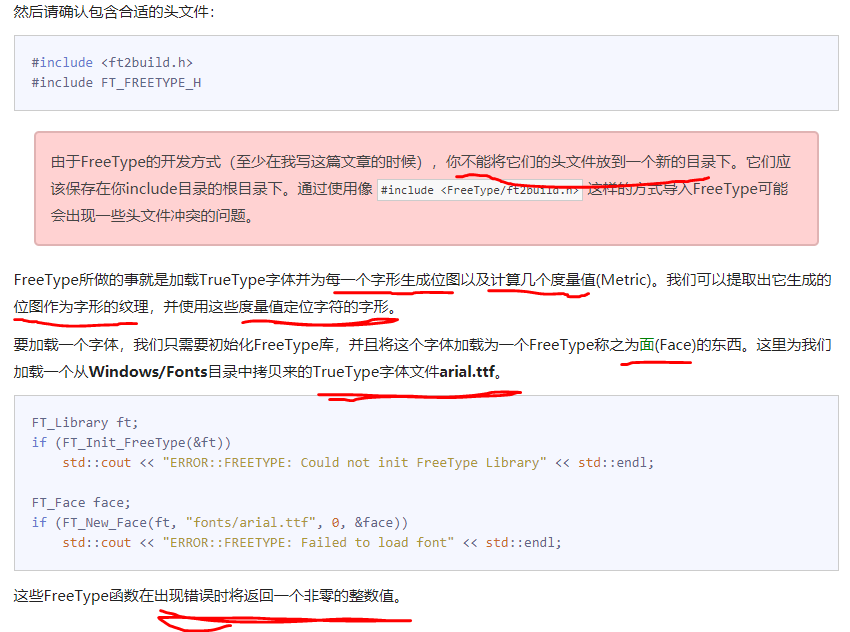 然后请确认包含合适的头文件：
#include <ft2build.h>
#include FT_FREETYPE_H
由于FreeType的开发方式（至少在我写这篇文章的时候），你不能将它们的头文件放到一个新的目录下。它们应
该保存在你include目录的根目录下。通过使用像 #include <FreeType/ft2build.h> 这样的方式导入FreeType可能
会出现一些头文件冲突的问题。
FreeType所做的事就是加载TrueType字体并为每一个字形生成位图以及计算几个度量值(Metric)。我们可以提取出它生成的
位图作为字形的纹理，并使用这些度量值定位字符的字形。
要加载一个字体，我们只需要初始化FreeType库，并且将这个字体加载为一个FreeType称之为面(Face)的东西。这里为我们
加载一个从Windows/Fonts目录中拷贝来的TrueType字体文件arial.ttf。
FT_Library ft;
if (FT_Init_FreeType(&ft))
    std::cout << "ERROR::FREETYPE: Could not init FreeType Library" << std::endl;
FT_Face face;
if (FT_New_Face(ft, "fonts/arial.ttf", 0, &face))
    std::cout << "ERROR::FREETYPE: Failed to load font" << std::endl;
这些FreeType函数在出现错误时将返回一个非零的整数值。